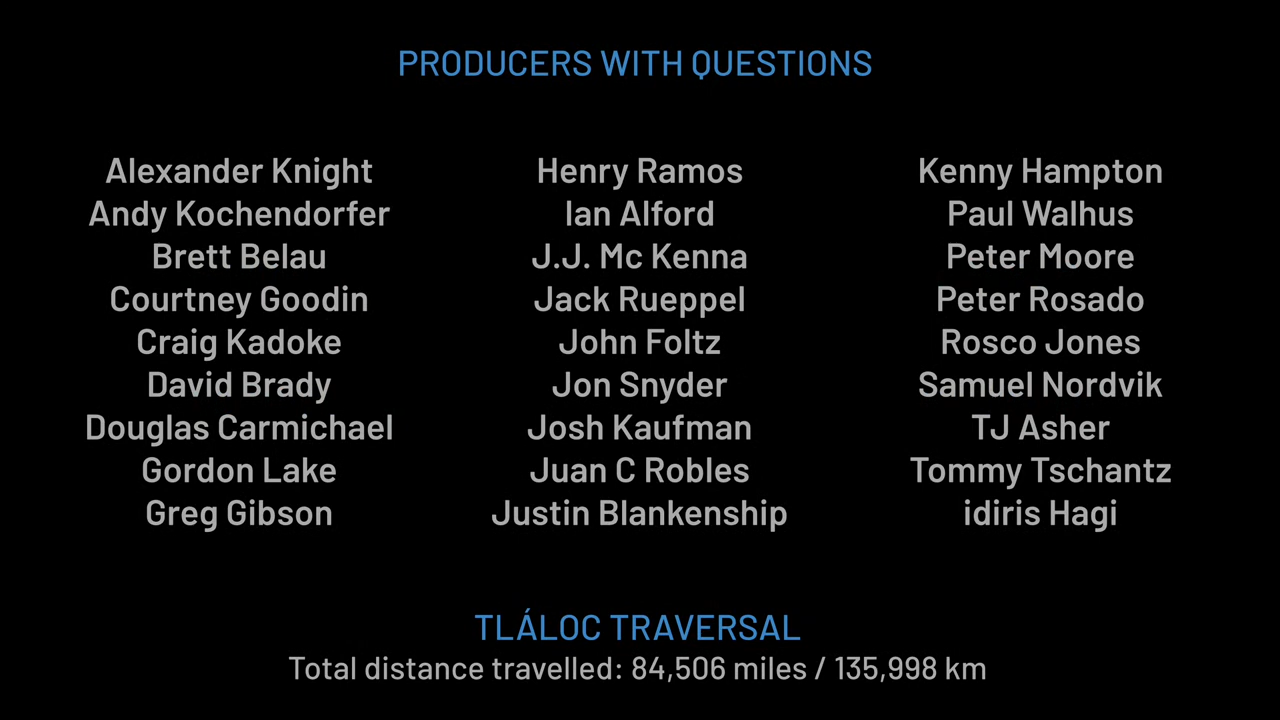 PRODUCERS WITH QUESTIONS
Alexander Knight
Andy Kochendorfer
Brett Belau
Courtney Goodin
Craig Kadoke
David Brady
Douglas Carmichael
Gordon Lake
Greg Gibson
Henry Ramos
Ian Alford
J.J. Mc Kenna
Jack Rueppel
John Foltz
Jon Snyder
Josh Kaufman
Juan C Robles
Justin Blankenship
Kenny Hampton
Paul Walhus
Peter Moore
Peter Rosado
Rosco Jones
Samuel Nordvik
TJ Asher
Tommy Tschantz
idiris Hagi
TLÁLOC TRAVERSAL
Total distance travelled: 84,506 miles / 135,998 km